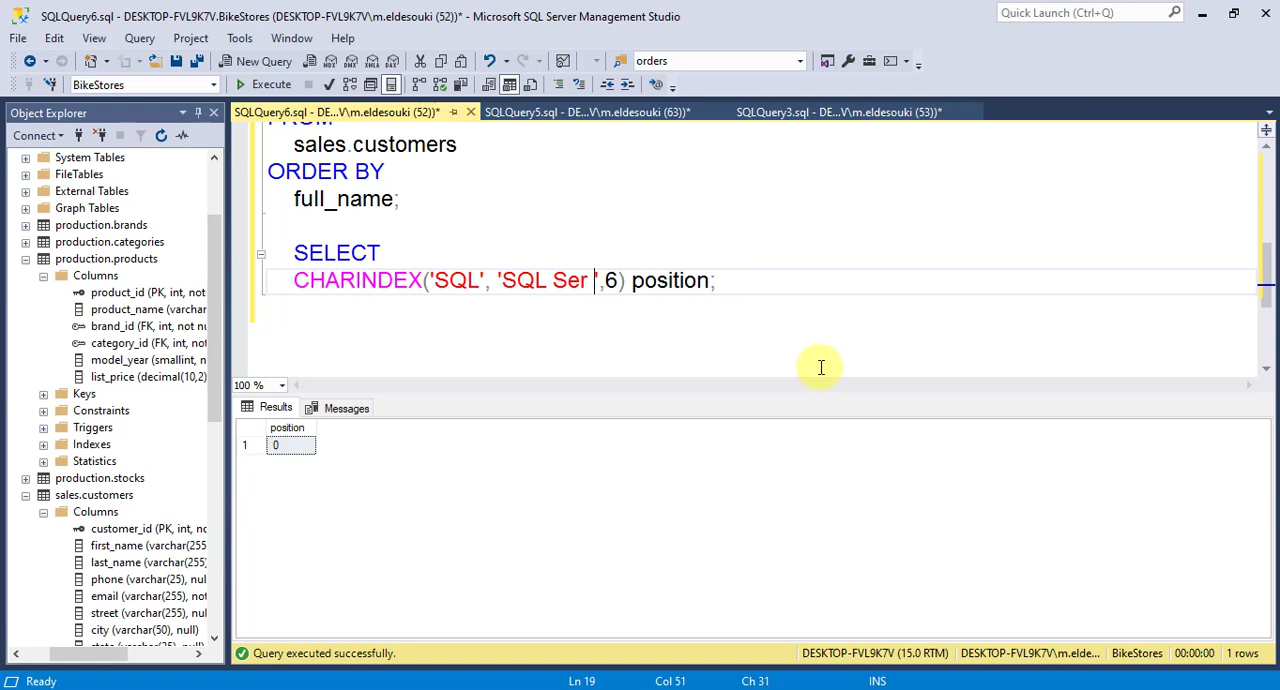 SQLQuery6.sql - DESKTOP-FVL9K7V.BikeStores (DESKTOP-FVL9K7V\m.eldesouki (52))* - Microsoft SQL Server Management Studio
Quick Launch (Ctrl+Q)
File Edit View Query Project Tools Window Help
New Query orders
BikeStores Execute
Object Explorer
SQLQuery6.sql - DE...V\m.eldesouki (52))* SQLQuery5.sql - DE...V\m.eldesouki (63))* SQLQuery3.sql - DE...V\m.eldesouki (53))*
Connect
System Tables
FileTables
External Tables
Graph Tables
production.brands
production.categories
production.products
Columns
product_id (PK, int, no
product_name (varchar
brand_id (FK, int, not nu
category_id (FK, int, not
model_year (smallint, n
list_price (decimal(10,2)
Keys
Constraints
Triggers
Indexes
Statistics
production.stocks
sales.customers
Columns
customer_id (PK, int, no
first_name (varchar(255
last_name (varchar(255)
phone (varchar(25), nul
email (varchar(255), not
street (varchar(255), nul
city (varchar(50), null)
state (varchar(25), null)
FROM
sales.customers
ORDER BY
full_name;
SELECT
CHARINDEX('SQL', 'SQL Ser ',6) position;
100 %
Results Messages
position
1 0
Query executed successfully. DESKTOP-FVL9K7V (15.0 RTM) DESKTOP-FVL9K7V\m.elde... BikeStores 00:00:00 1 rows
Ready Ln 19 Col 51 Ch 31 INS